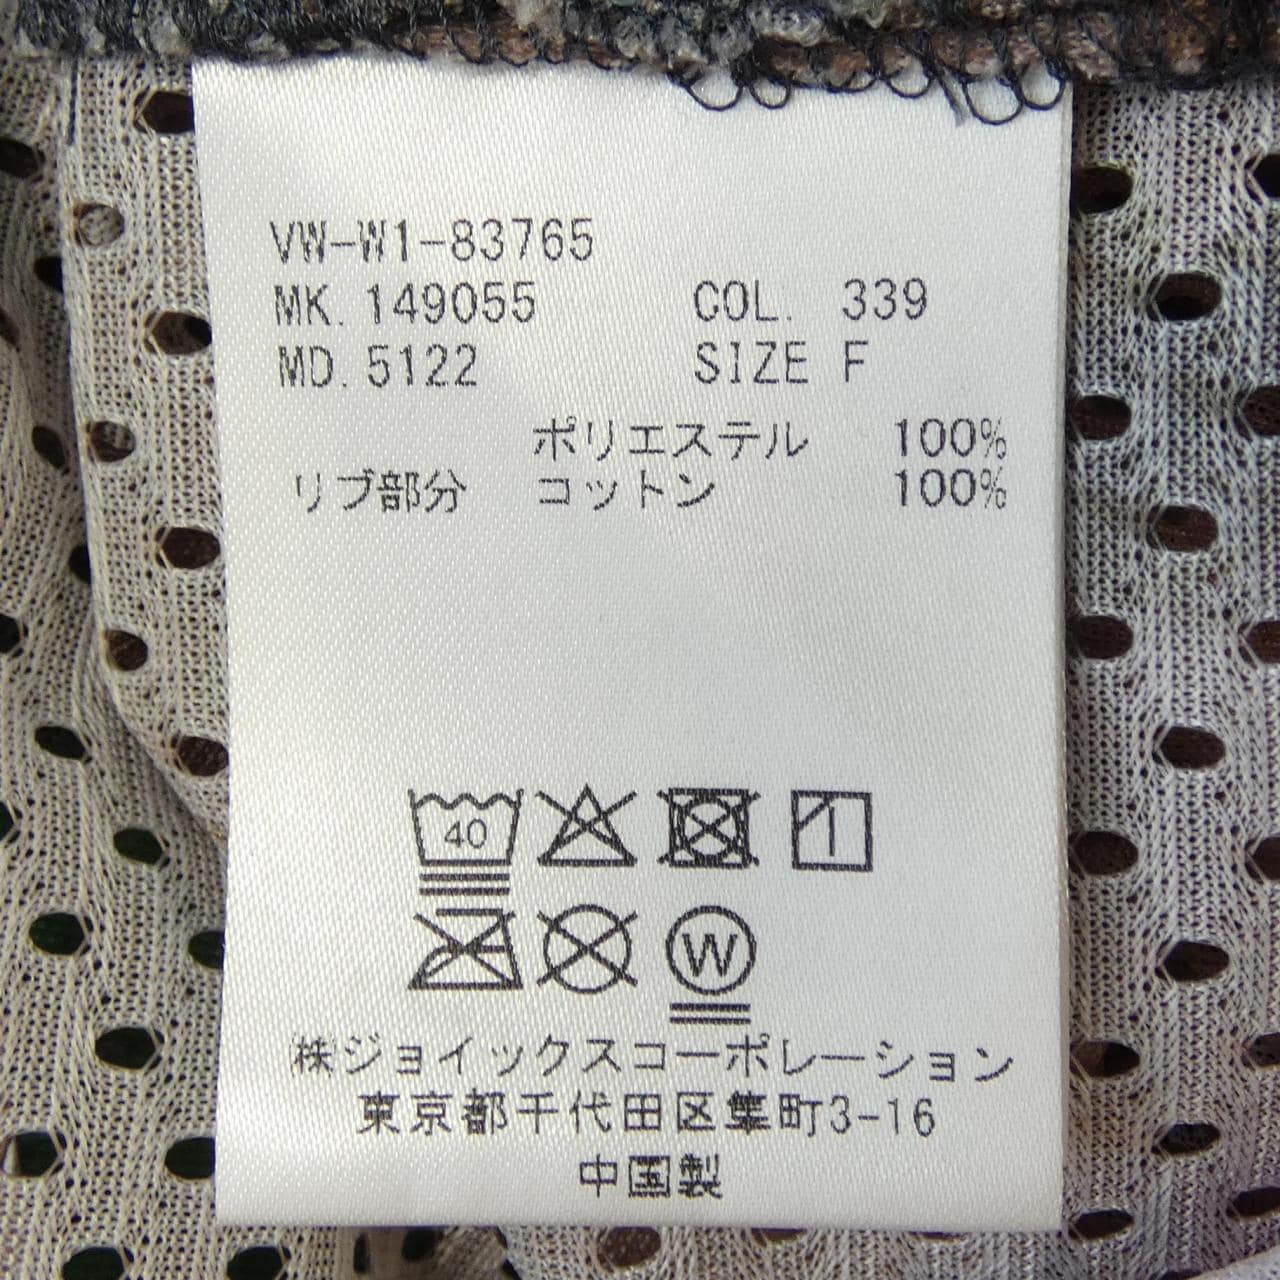 VW-W1-83765
MK. 149055 COL. 339
MD. 5122 SIZE F
ポリエステル 100%
リブ部分 コットン 100%
40
W
㈱ジョイックスコーポレーション
東京都千代田区隼町3-16
中国製